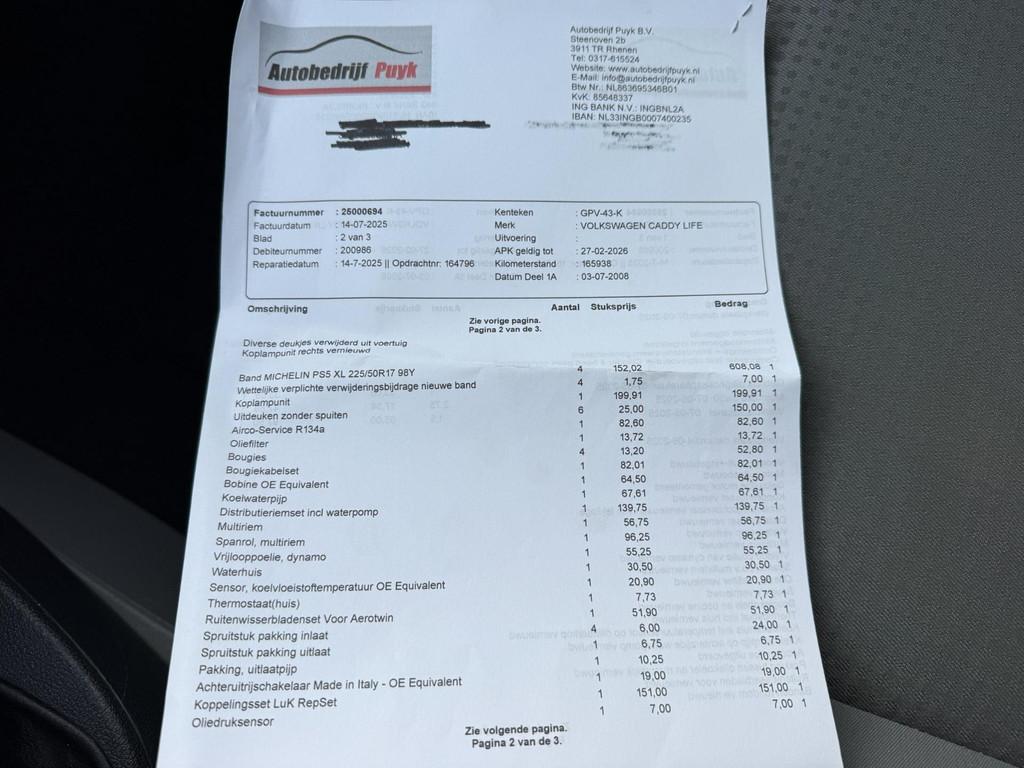 Autobedrijf Puyk
Autobedrijf Puyk B.V.
Steenoven 2b
3911 TR Rhenen
Tel: 0317-615524
Website: www.autobedrijfpuyk.nl
E-Mail: info@autobedrijfpuyk.nl
Btw Nr.: NL863695346B01
KvK: 85648337
ING BANK N.V.: INGBNL2A
IBAN: NL33INGB0007400235
Factuurnummer : 25000694 Kenteken : GPV-43-K
Factuurdatum : 14-07-2025 Merk : VOLKSWAGEN CADDY LIFE
Blad : 2 van 3 Uitvoering :
Debiteurnummer : 200986 APK geldig tot : 27-02-2026
Reparatiedatum : 14-7-2025 || Opdrachtnr: 164796 Kilometerstand : 165938
Datum Deel 1A : 03-07-2008
Omschrijving Aantal Stuksprijs Bedrag
Zie vorige pagina.
Pagina 2 van de 3.
Diverse deukjes verwijderd uit voertuig
Koplampunit rechts vernieuwd
Band MICHELIN PS5 XL 225/50R17 98Y 4 152,02 608,08 1
Wettelijke verplichte verwijderingsbijdrage nieuwe band 4 1,75 7,00 1
Koplampunit 1 199,91 199,91 1
Uitdeuken zonder spuiten 6 25,00 150,00 1
Airco-Service R134a 1 82,60 82,60 1
Oliefilter 1 13,72 13,72 1
Bougies 4 13,20 52,80 1
Bougiekabelset 1 82,01 82,01 1
Bobine OE Equivalent 1 64,50 64,50 1
Koelwaterpijp 1 67,61 67,61 1
Distributieriemset incl waterpomp 1 139,75 139,75 1
Multiriem 1 56,75 56,75 1
Spanrol, multiriem 1 96,25 96,25 1
Vrijlooppoelie, dynamo 1 55,25 55,25 1
Waterhuis 1 30,50 30,50 1
Sensor, koelvloeistoftemperatuur OE Equivalent 1 20,90 20,90 1
Thermostaat(huis) 1 7,73 7,73 1
Ruitenwisserbladenset Voor Aerotwin 1 51,90 51,90 1
Spruitstuk pakking inlaat 4 6,00 24,00 1
Spruitstuk pakking uitlaat 1 6,75 6,75 1
Pakking, uitlaatpijp 1 10,25 10,25 1
Achteruitrijschakelaar Made in Italy - OE Equivalent 1 19,00 19,00 1
Koppelingsset LuK RepSet 1 151,00 151,00 1
Oliedruksensor 1 7,00 7,00 1
Zie volgende pagina.
Pagina 2 van de 3.